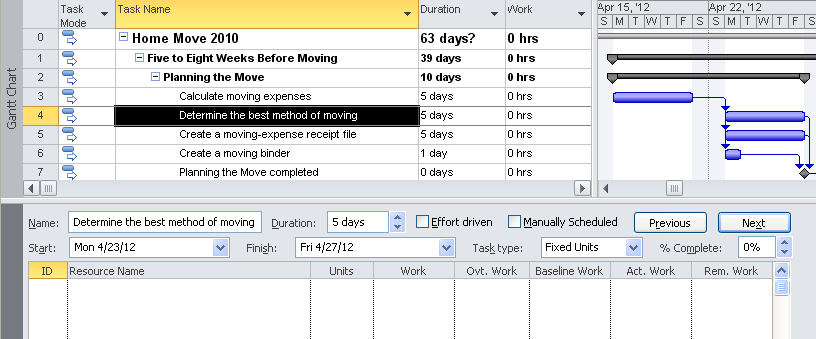 Task Mode Task Name Duration Work Apr 15, '12 Apr 22, '12
S M T W T F S S M T W T F S
0 Home Move 2010 63 days? 0 hrs
1 Five to Eight Weeks Before Moving 39 days 0 hrs
2 Planning the Move 10 days 0 hrs
3 Calculate moving expenses 5 days 0 hrs
4 Determine the best method of moving 5 days 0 hrs
5 Create a moving-expense receipt file 5 days 0 hrs
6 Create a moving binder 1 day 0 hrs
7 Planning the Move completed 0 days 0 hrs
Gantt Chart
Name: Determine the best method of moving Duration: 5 days Effort driven Manually Scheduled Previous Next
Start: Mon 4/23/12 Finish: Fri 4/27/12 Task type: Fixed Units % Complete: 0%
ID Resource Name Units Work Ovt. Work Baseline Work Act. Work Rem. Work